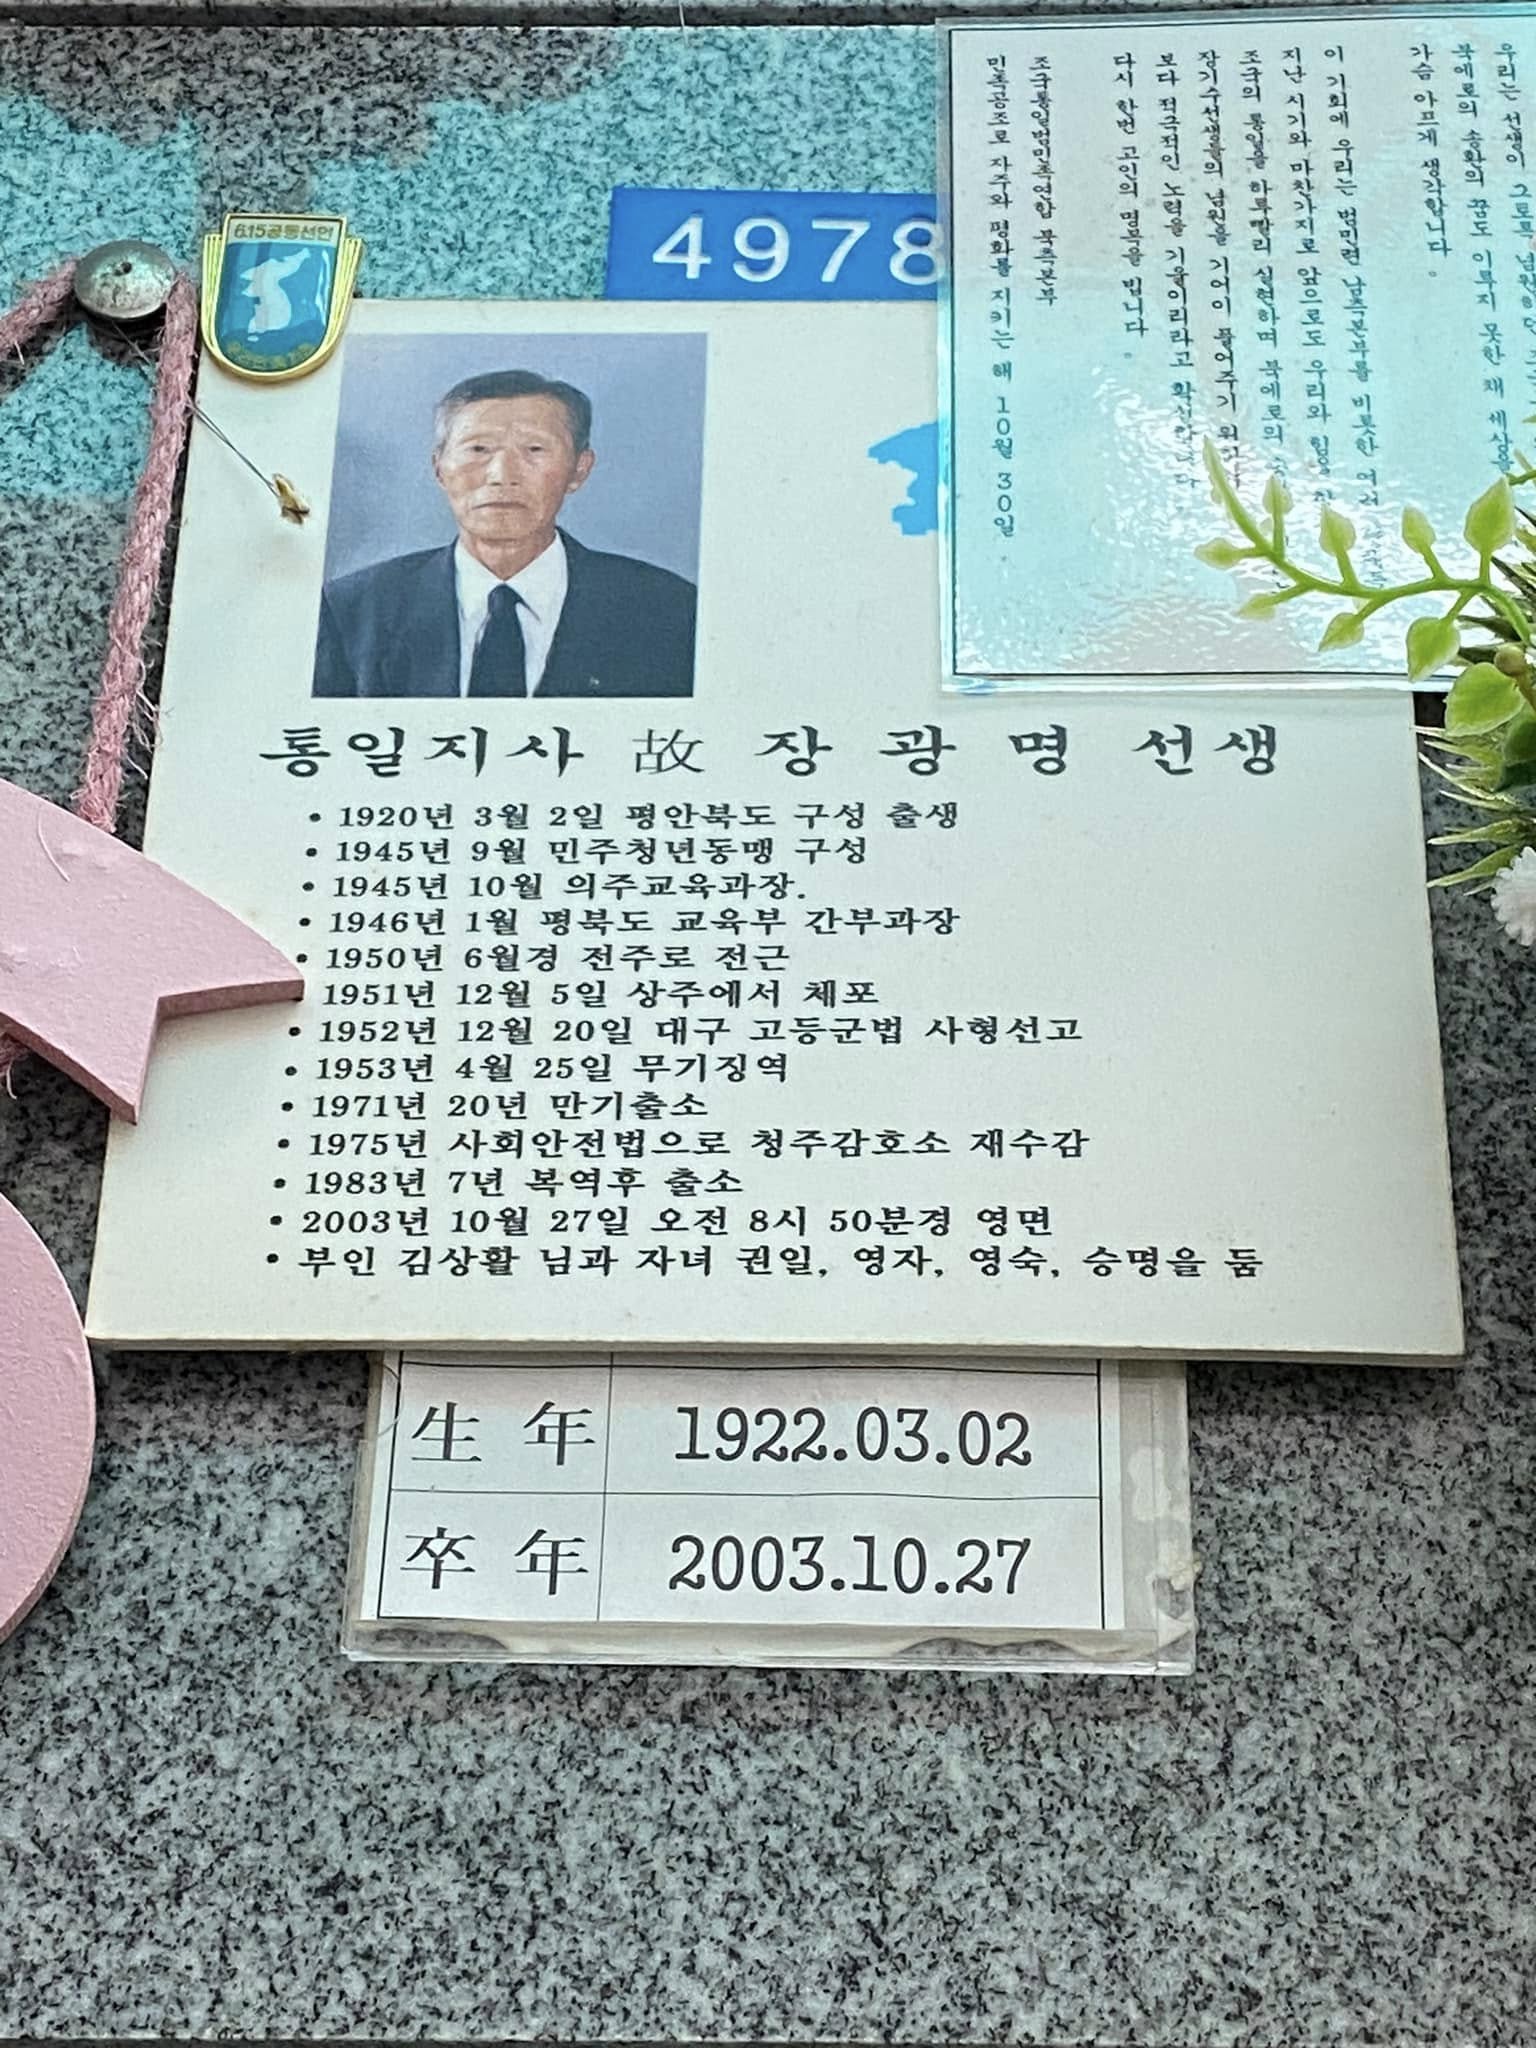 6.15공동선언
4978
통일지사 故 장 광 명 선생
• 1920년 3월 2일 평안북도 구성 출생
• 1945년 9월 민주청년동맹 구성
• 1945년 10월 의주교육과장.
• 1946년 1월 평북도 교육부 간부과장
• 1950년 6월경 전주로 전근
1951년 12월 5일 상주에서 체포
• 1952년 12월 20일 대구 고등군법 사형선고
• 1953년 4월 25일 무기징역
• 1971년 20년 만기출소
• 1975년 사회안전법으로 청주감호소 재수감
• 1983년 7년 복역후 출소
• 2003년 10월 27일 오전 8시 50분경 영면
• 부인 김상활 님과 자녀 권일, 영자, 영숙, 승명을 둠
生 年 1922.03.02
卒 年 2003.10.27
우리는 선생이 그토록
북에로의 송환의 꿈도 이루지 못한 채 세상을
가슴 아프게 생각합니다.
이 기회에 우리는 범민련 남측본부를 비롯한 여러
지난 시기와 마찬가지로 앞으로도 우리와 힘을
조국의 통일을 하루빨리 실현하며 북에로의
장기수선생들의 념원을 기어이 풀어주기 위하여
보다 적극적인 노력을 기울이리라고
다시 한번 고인의 명복을 빕니다.
조국통일범민족련합 북측본부
민족공조로 자주와 평화를 지키는 해 10월 30일